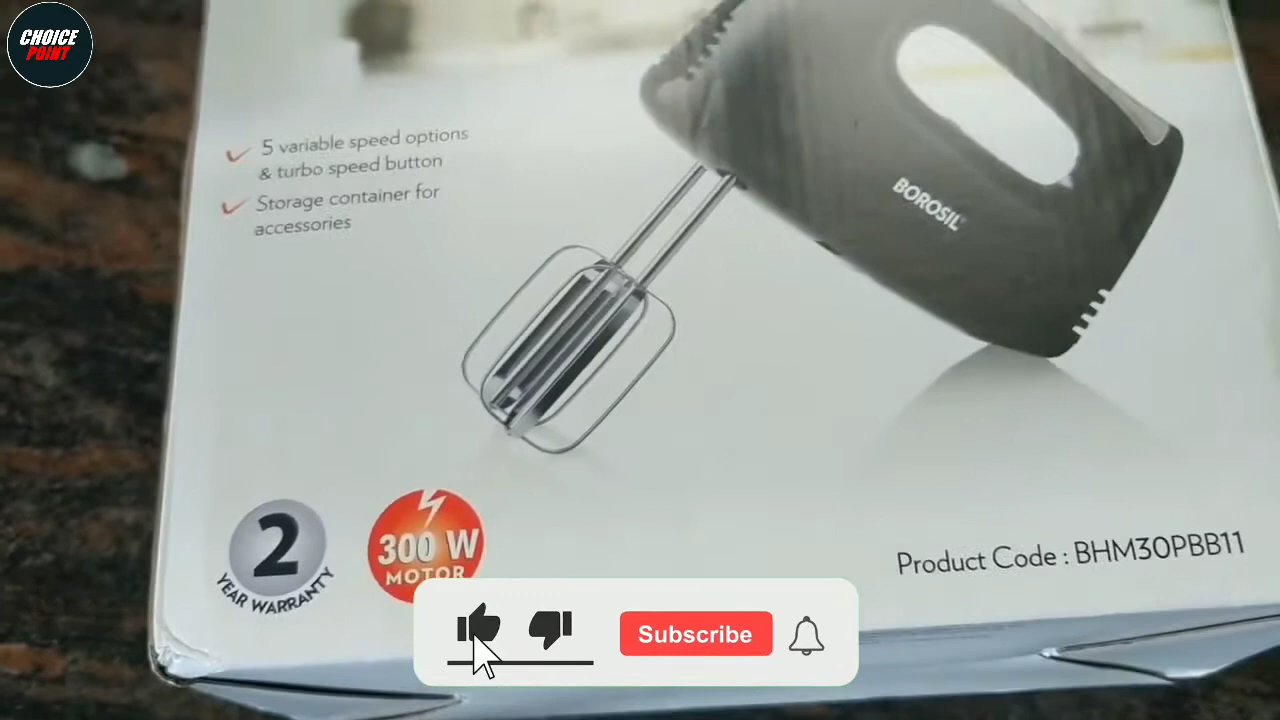 CHOICE
POINT
5 variable speed options
& turbo speed button
Storage container for
accessories
BOROSIL
2
YEAR WARRANTY
300 W
MOTOR
Product Code : BHM30PBB11
Subscribe